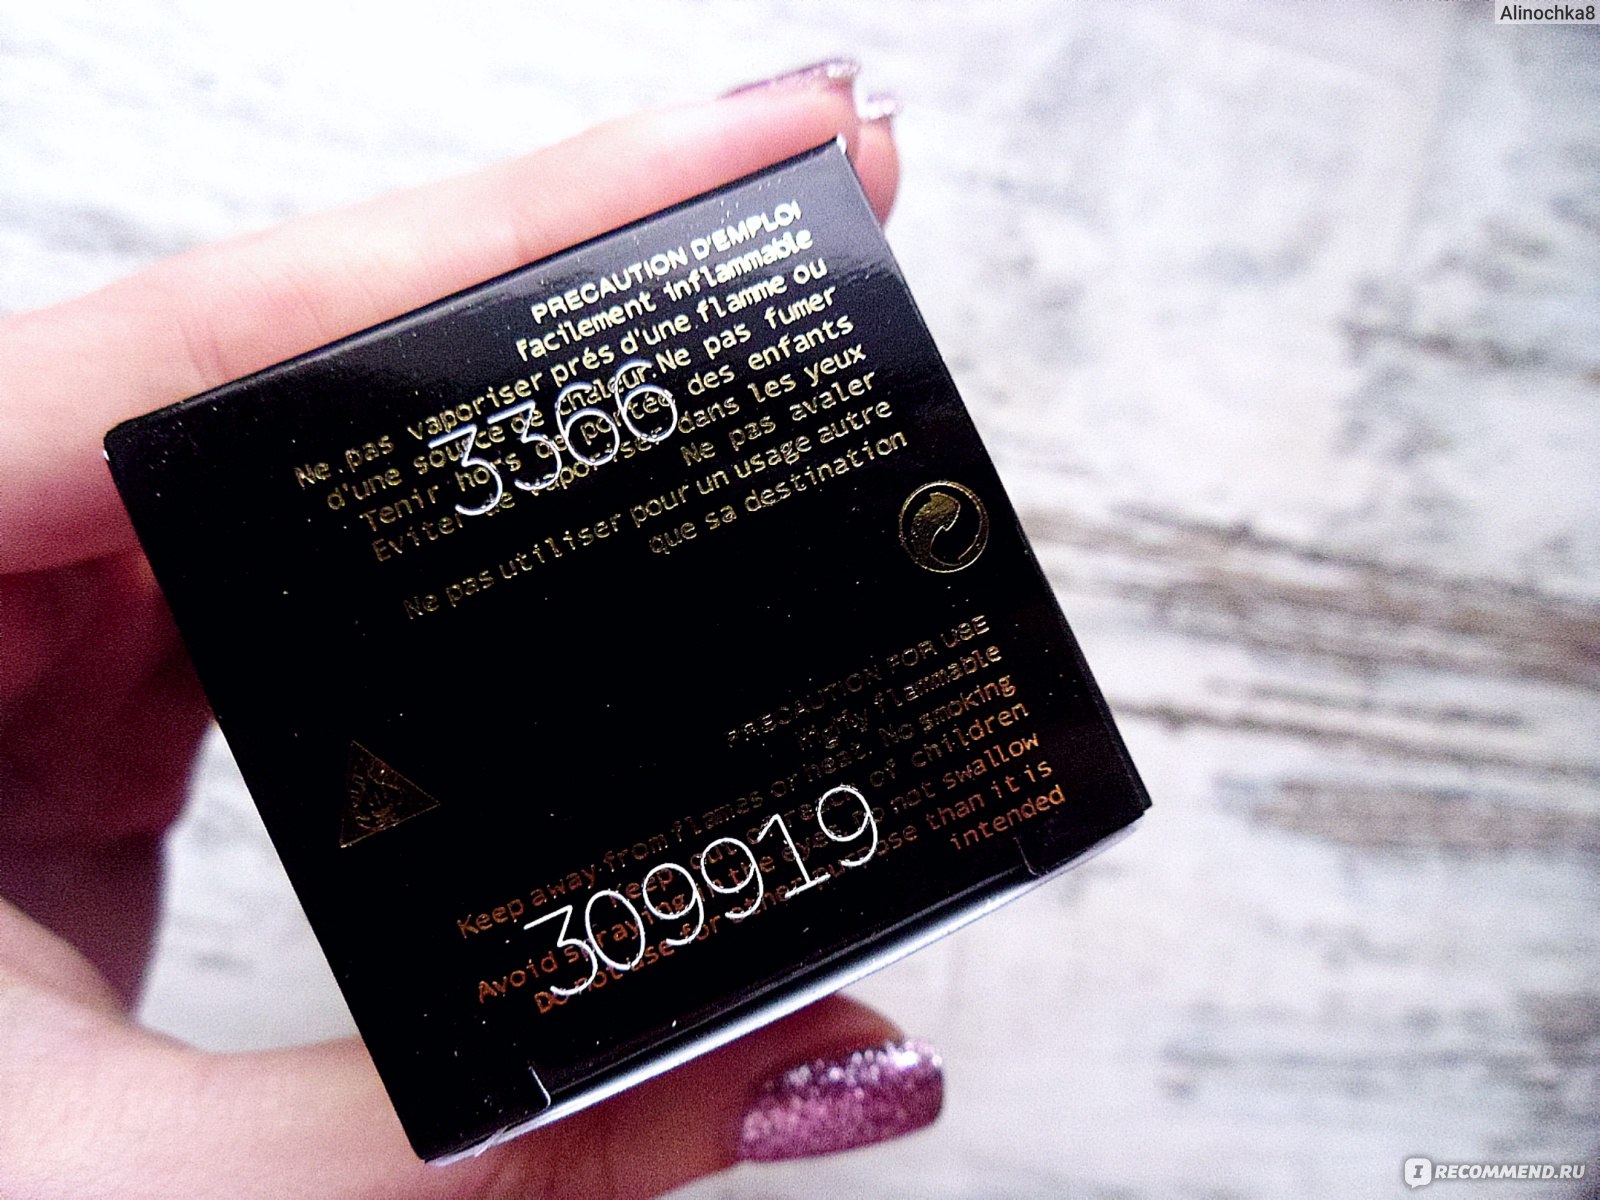 Alinochka8
PRECAUTION D'EMPLOI
Facilement inflammable
Ne pas vaporiser prés d'une flamme ou
d'une source de chaleur.Ne pas fumer
Tenir hors de portée des enfants
Eviter de vaporiser dans les yeux
Ne pas avaler
Ne pas utiliser pour un usage autre
que sa destination
3366
PRECAUTION FOR USE
Higly flammable
Keep away from flames or heat. No smoking
Keep out of reach of children
Avoid spraying in the eyes. Do not swallow
Do not use for other purpose than it is
intended
309919
IRECOMMEND.RU